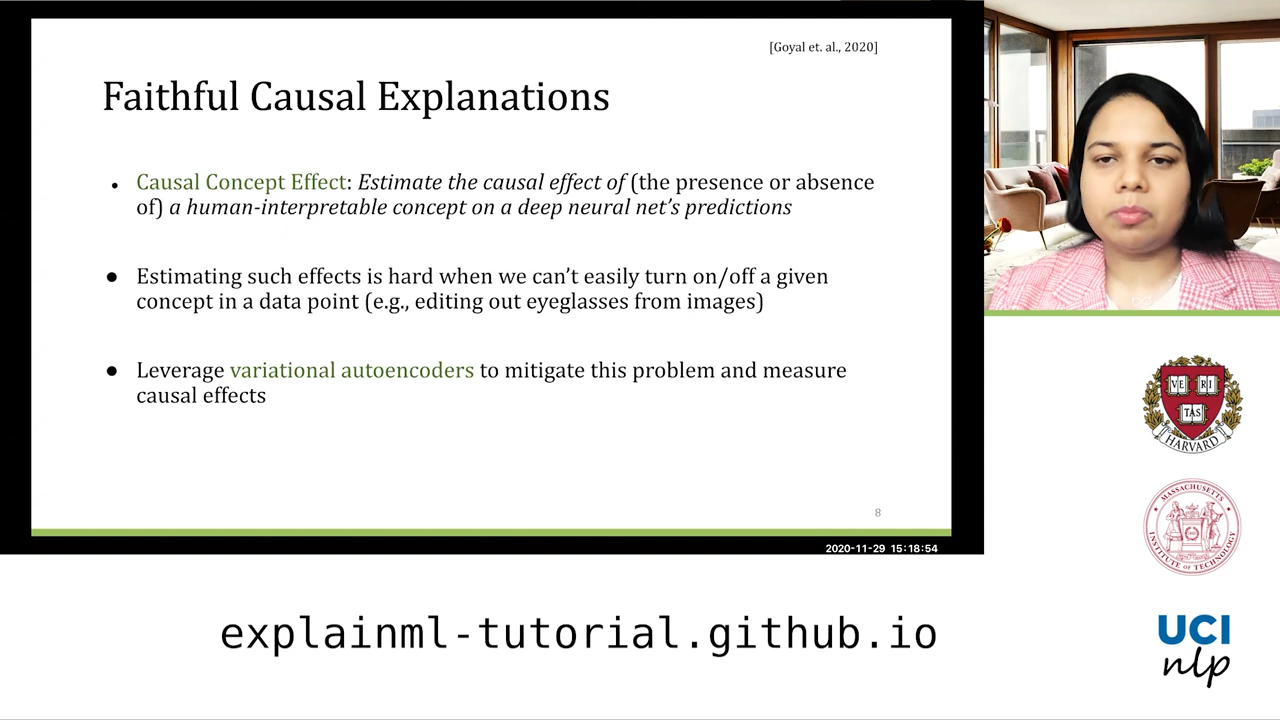 [Goyal et. al., 2020]
Faithful Causal Explanations
• Causal Concept Effect: Estimate the causal effect of (the presence or absence
of) a human-interpretable concept on a deep neural net's predictions
● Estimating such effects is hard when we can't easily turn on/off a given
concept in a data point (e.g., editing out eyeglasses from images)
● Leverage variational autoencoders to mitigate this problem and measure
causal effects
8
2020-11-29 15:18:54
VE RI
TAS
HARVARD
MASSACHUSETTS
INSTITUTE OF TECHNOLOGY
UCI
nlp
explainml-tutorial.github.io